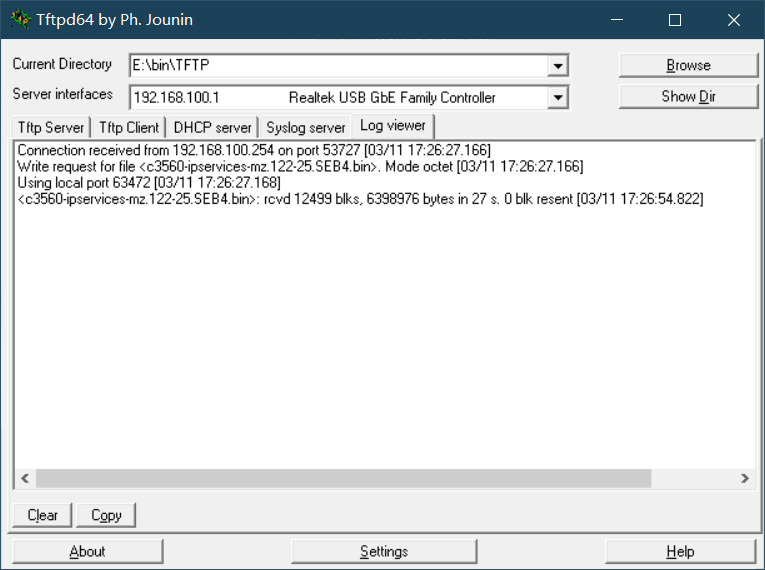 Tftpd64 by Ph. Jounin
Current Directory E:\bin\TFTP Browse
Server interfaces 192.168.100.1 Realtek USB GbE Family Controller Show Dir
Tftp Server Tftp Client DHCP server Syslog server Log viewer
Connection received from 192.168.100.254 on port 53727 [03/11 17:26:27.166]
Write request for file <c3560-ipservices-mz.122-25.SEB4.bin>. Mode octet [03/11 17:26:27.166]
Using local port 63472 [03/11 17:26:27.168]
<c3560-ipservices-mz.122-25.SEB4.bin>: rcvd 12499 blks, 6398976 bytes in 27 s. 0 blk resent [03/11 17:26:54.822]
Clear Copy
About Settings Help